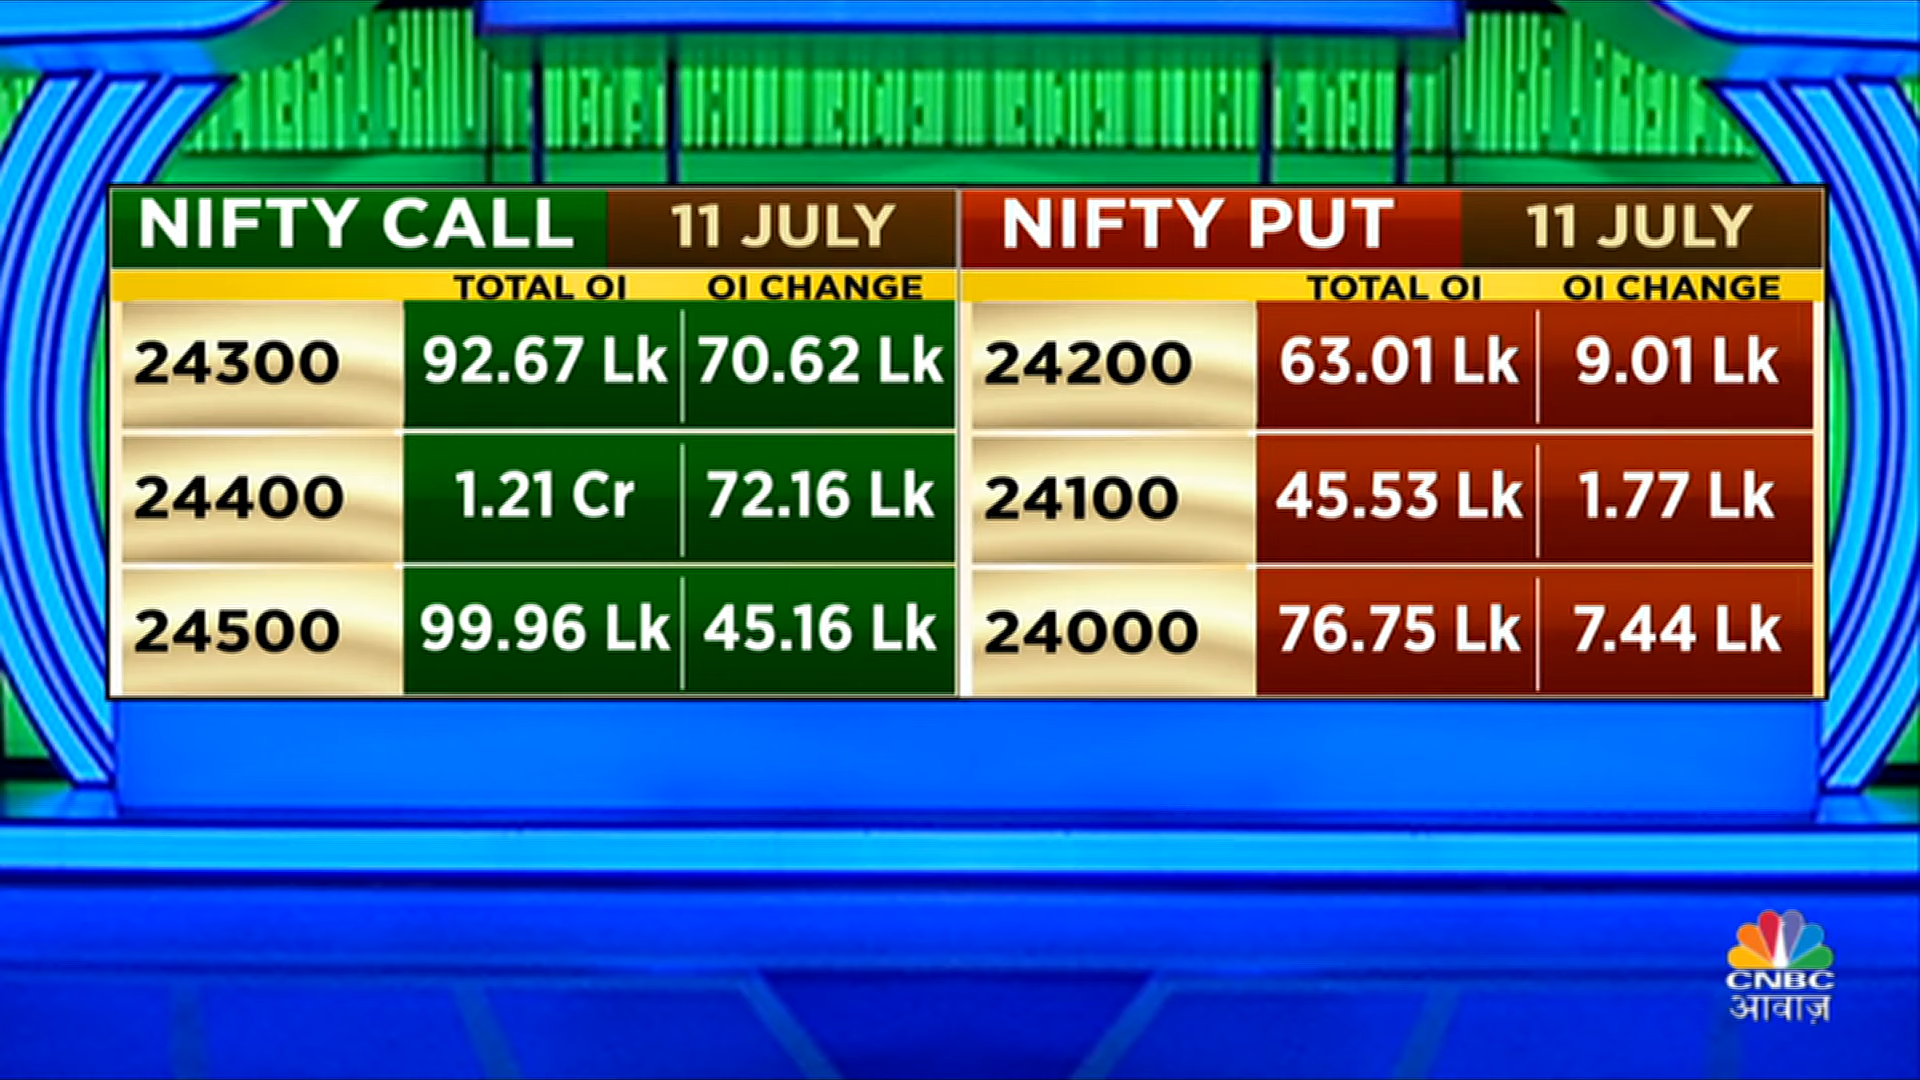 NIFTY CALL 11 JULY NIFTY PUT 11 JULY
TOTAL OI OI CHANGE TOTAL OI OI CHANGE
24300 92.67 Lk 70.62 Lk 24200 63.01 Lk 9.01 Lk
24400 1.21 Cr 72.16 Lk 24100 45.53 Lk 1.77 Lk
24500 99.96 Lk 45.16 Lk 24000 76.75 Lk 7.44 Lk
CNBC
आवाज़